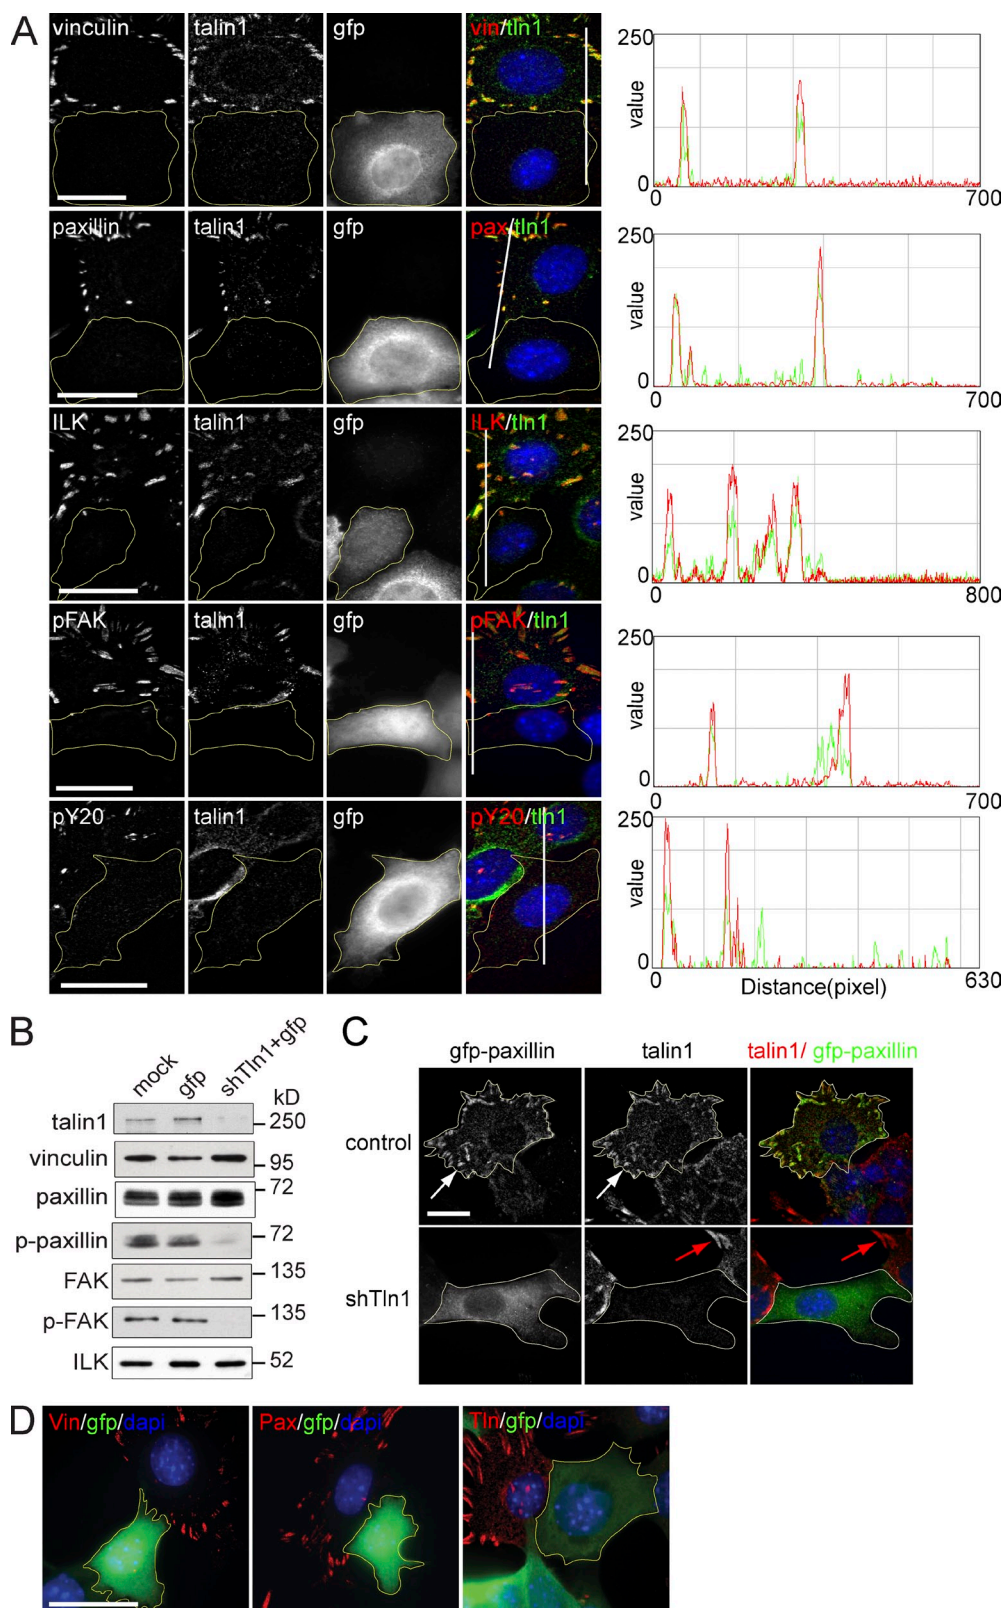 A
vinculin talin1 gfp vin/tln1
250
value
0 0 700
paxillin talin1 gfp pax/tln1
250
value
0 0 700
ILK talin1 gfp ILK/tln1
250
value
0 0 800
pFAK talin1 gfp pFAK/tln1
250
value
0 0 700
pY20 talin1 gfp pY20/tln1
250
value
0 0 630
Distance(pixel)
B
mock gfp shTln1+gfp
kD
talin1 250
vinculin 95
paxillin 72
p-paxillin 72
FAK 135
p-FAK 135
ILK 52
C
gfp-paxillin talin1 talin1/ gfp-paxillin
control
shTln1
D
Vin/gfp/dapi Pax/gfp/dapi Tln/gfp/dapi